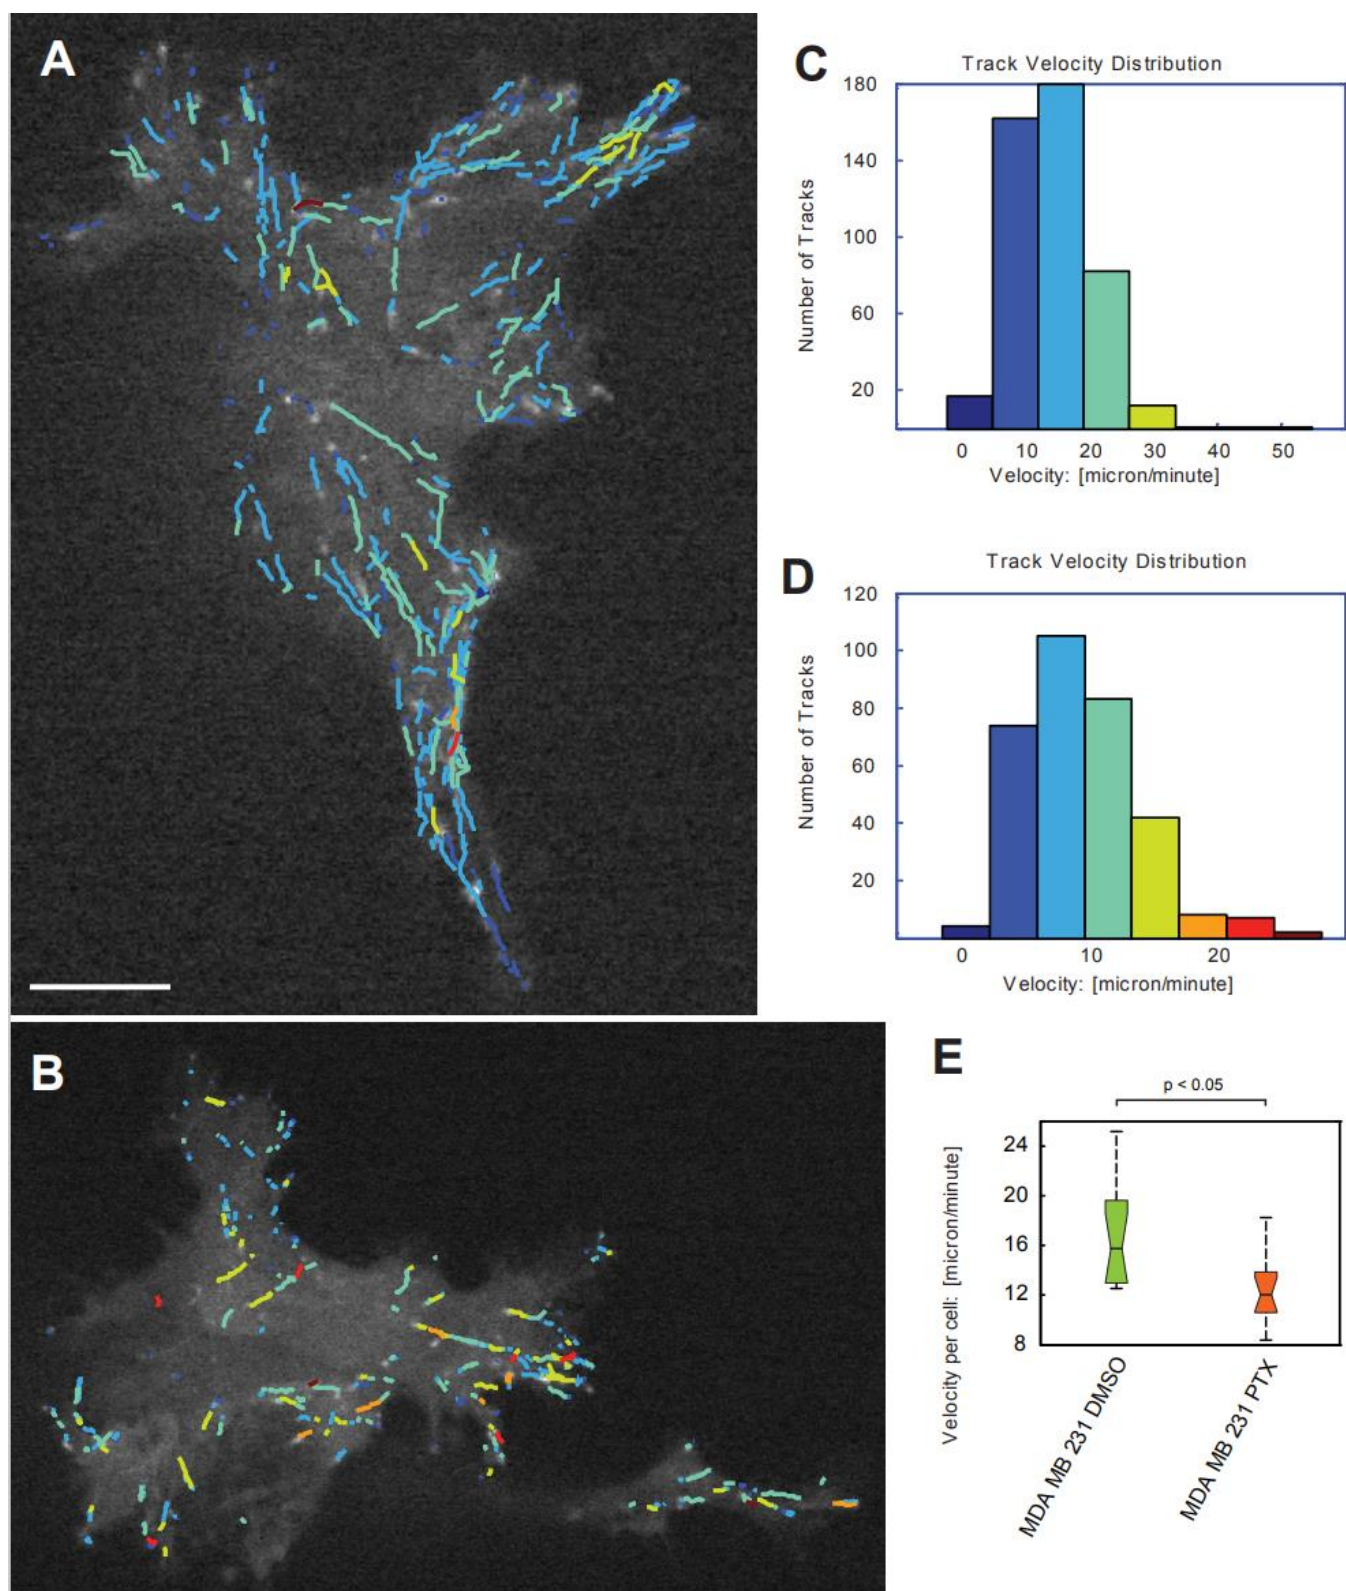 A
C
Track Velocity Distribution
180
140
100
60
20
Number of Tracks
0 10 20 30 40 50
Velocity: [micron/minute]
D
Track Velocity Distribution
120
100
80
60
40
20
Number of Tracks
0 10 20
Velocity: [micron/minute]
B
E
p < 0.05
24
20
16
12
8
Velocity per cell: [micron/minute]
MDA MB 231 DMSO
MDA MB 231 PTX